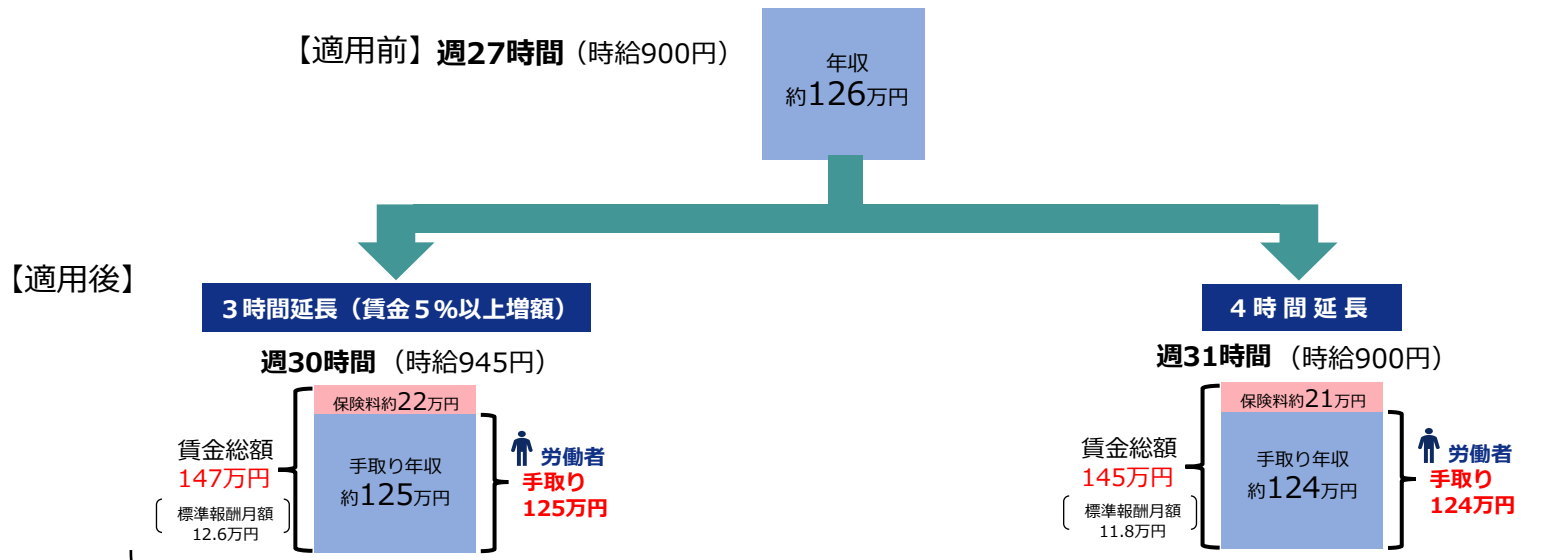 【適用前】週27時間（時給900円）
年収
約126万円
【適用後】
３時間延長（賃金５％以上増額）
週30時間（時給945円）
保険料約22万円
賃金総額
147万円
標準報酬月額
12.6万円
手取り年収
約125万円
労働者
手取り
125万円
４時間延長
週31時間（時給900円）
保険料約21万円
賃金総額
145万円
標準報酬月額
11.8万円
手取り年収
約124万円
労働者
手取り
124万円